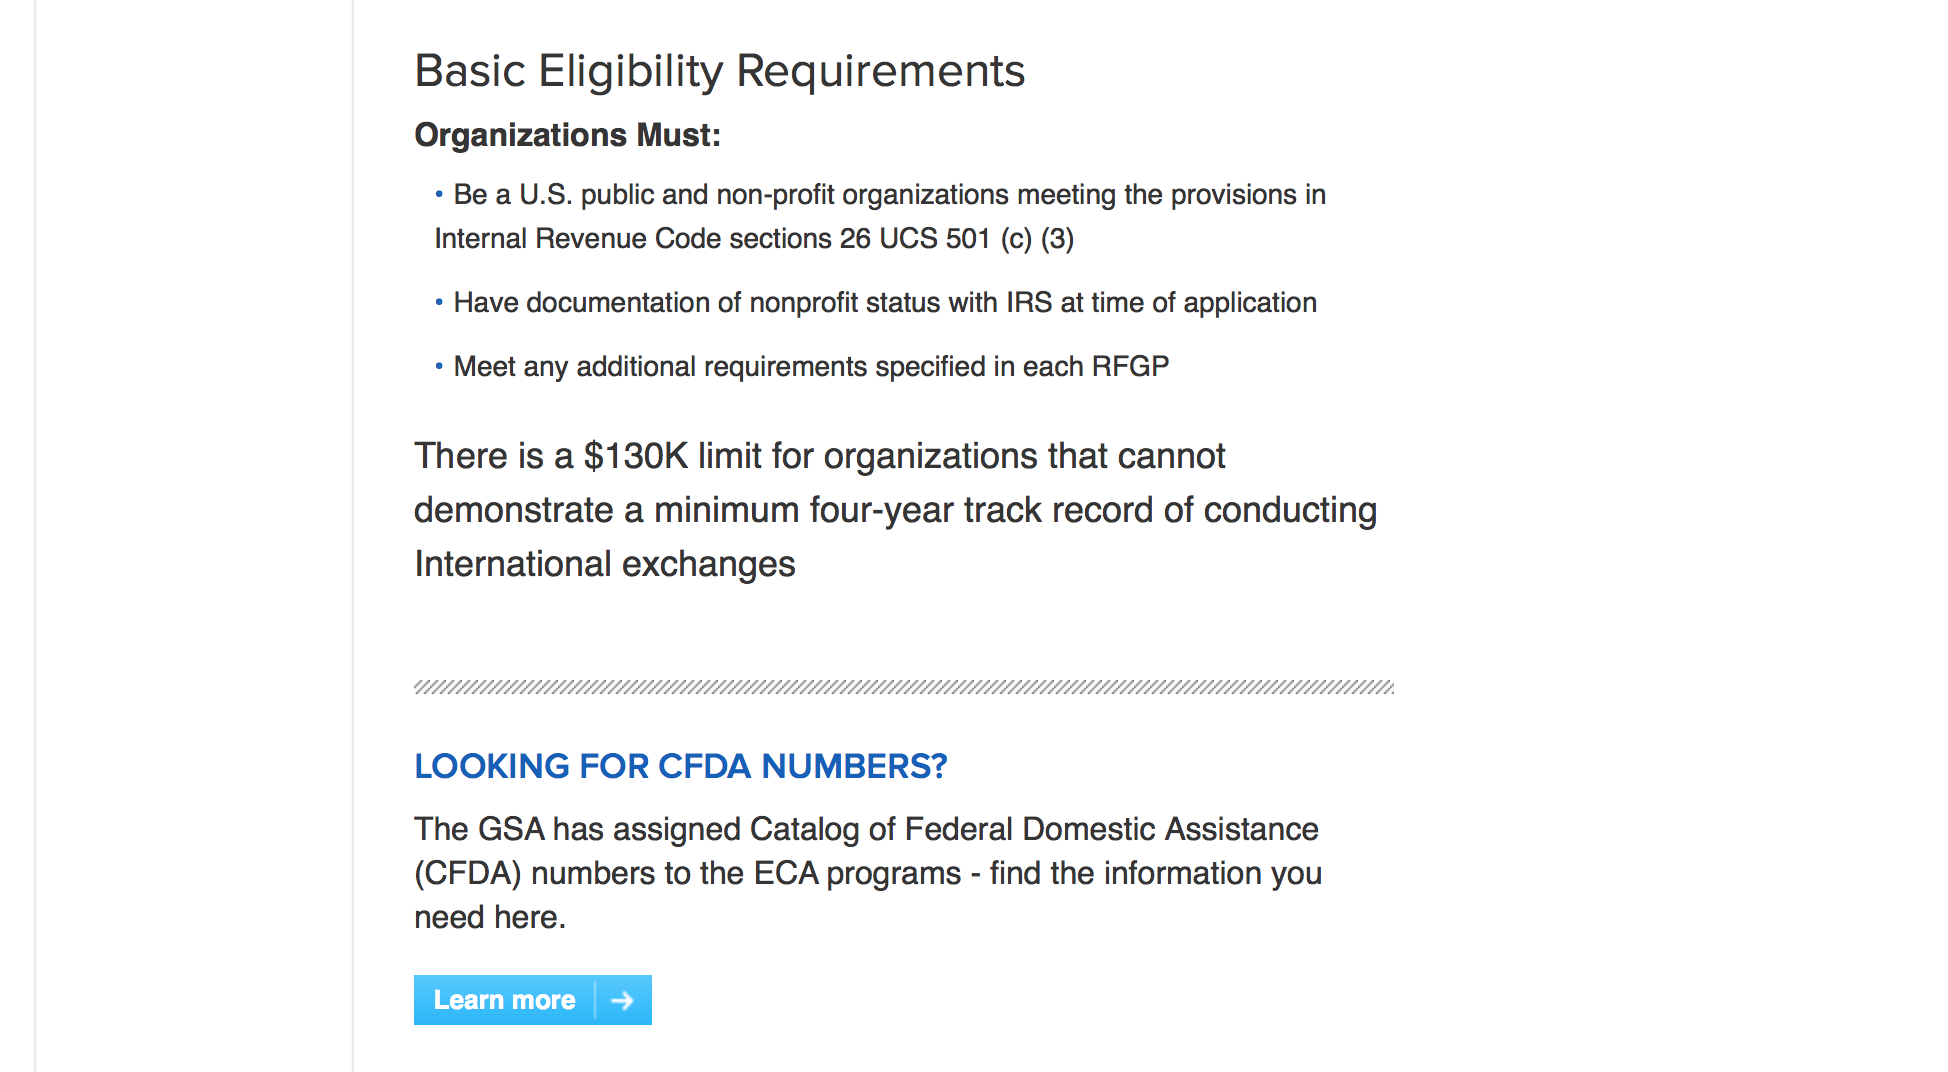 Basic Eligibility Requirements
Organizations Must:
• Be a U.S. public and non-profit organizations meeting the provisions in
Internal Revenue Code sections 26 UCS 501 (c) (3)
• Have documentation of nonprofit status with IRS at time of application
• Meet any additional requirements specified in each RFGP
There is a $130K limit for organizations that cannot
demonstrate a minimum four-year track record of conducting
International exchanges
LOOKING FOR CFDA NUMBERS?
The GSA has assigned Catalog of Federal Domestic Assistance
(CFDA) numbers to the ECA programs - find the information you
need here.
Learn more →